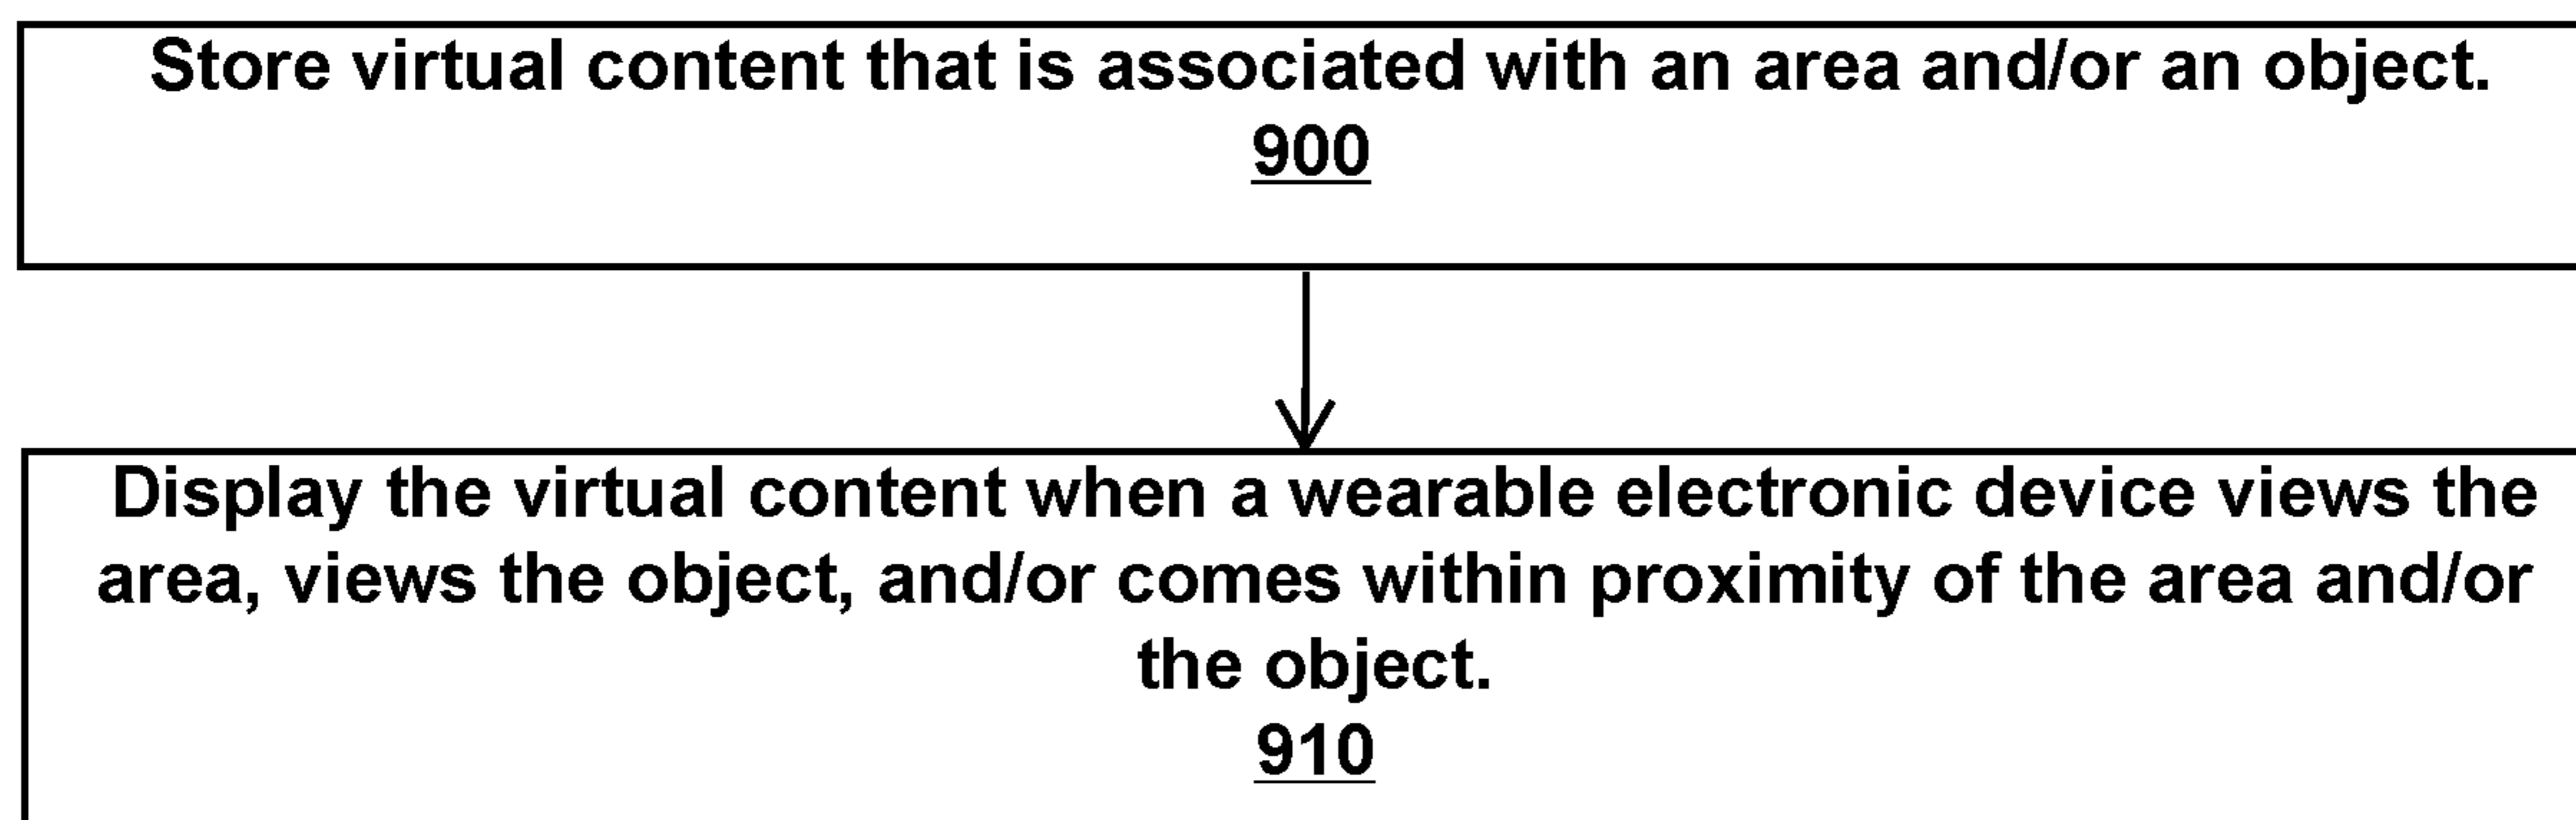 Store virtual content that is associated with an area and/or an object.
900
Display the virtual content when a wearable electronic device views the
area, views the object, and/or comes within proximity of the area and/or
the object.
910